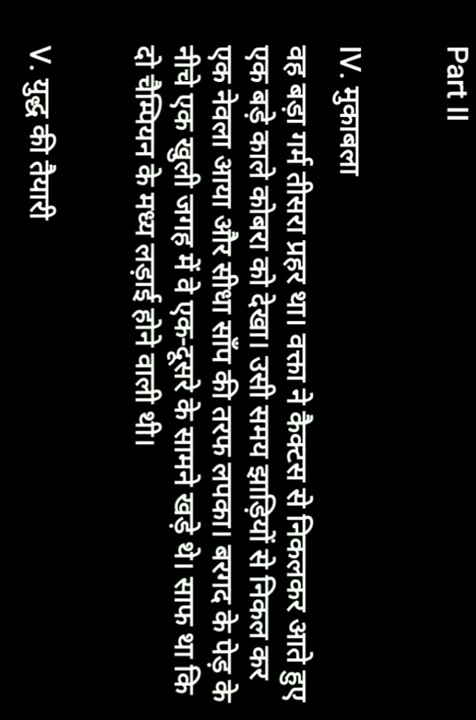 Part II
IV. मुकाबला
वह बड़ा गर्म तीसरा प्रहर था। वक्ता ने कैक्टस से निकलकर आते हुए
एक बड़े काले कोबरा को देखा। उसी समय झाड़ियों से निकल कर
एक नेवला आया और सीधा साँप की तरफ लपका। बरगद के पेड़ के
नीचे एक खुली जगह में वे एक-दूसरे के सामने खड़े थे। साफ था कि
दो चैम्पियन के मध्य लड़ाई होने वाली थी।
V. युद्ध की तैयारी